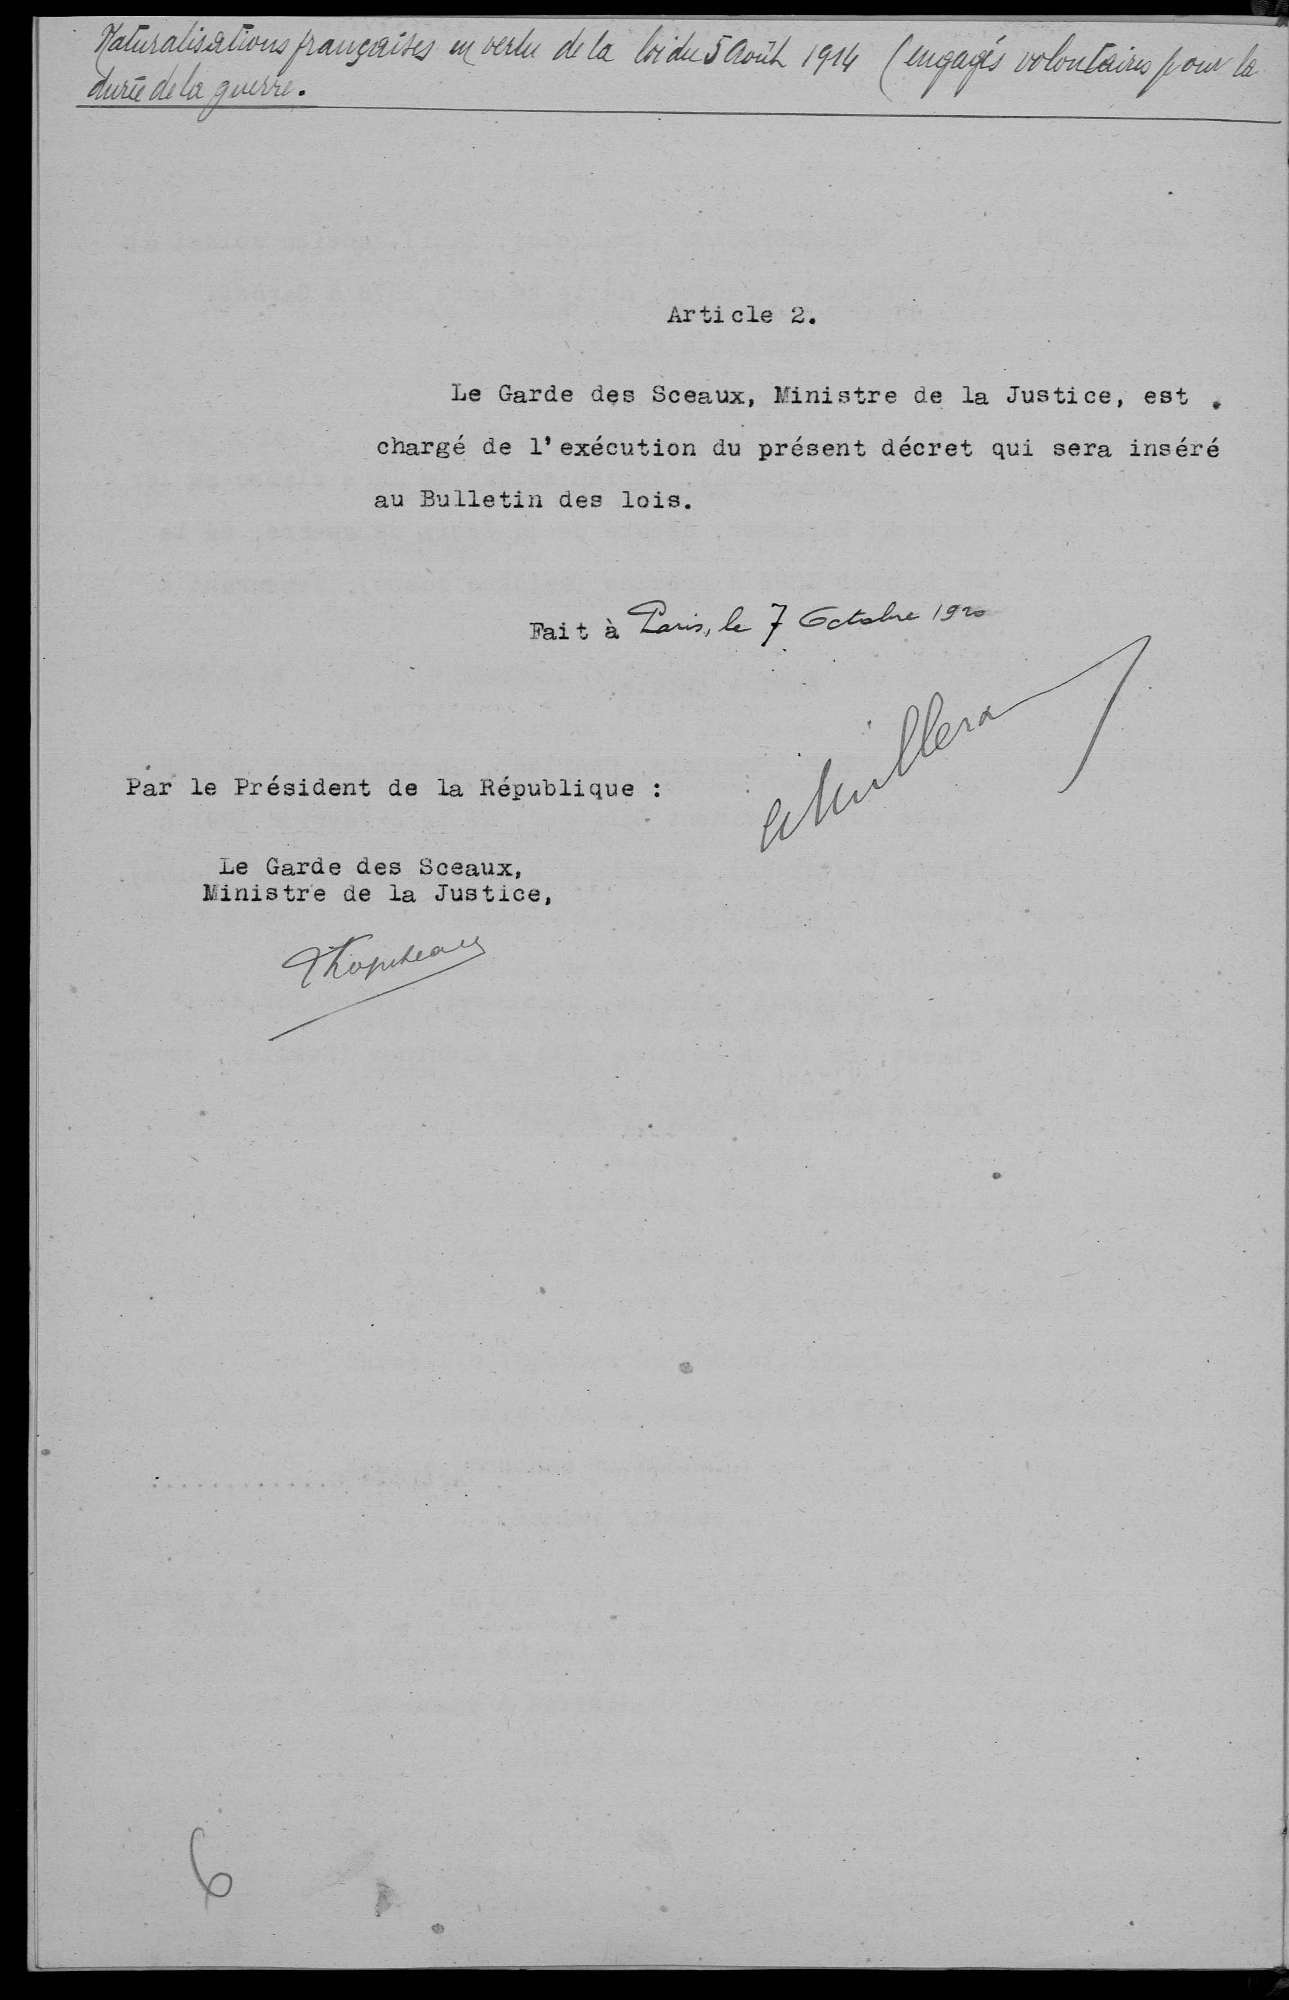 Naturalisations françaises en vertu de la loi du 5 Août 1914 (engagés volontaires pour la
durée de la guerre.
Article 2.
Le Garde des Sceaux, Ministre de la Justice, est
chargé de l'exécution du présent décret qui sera inséré
au Bulletin des lois.
Fait à Paris, le 7 Octobre 1920
Par le Président de la République :
Le Garde des Sceaux,
Ministre de la Justice,
6